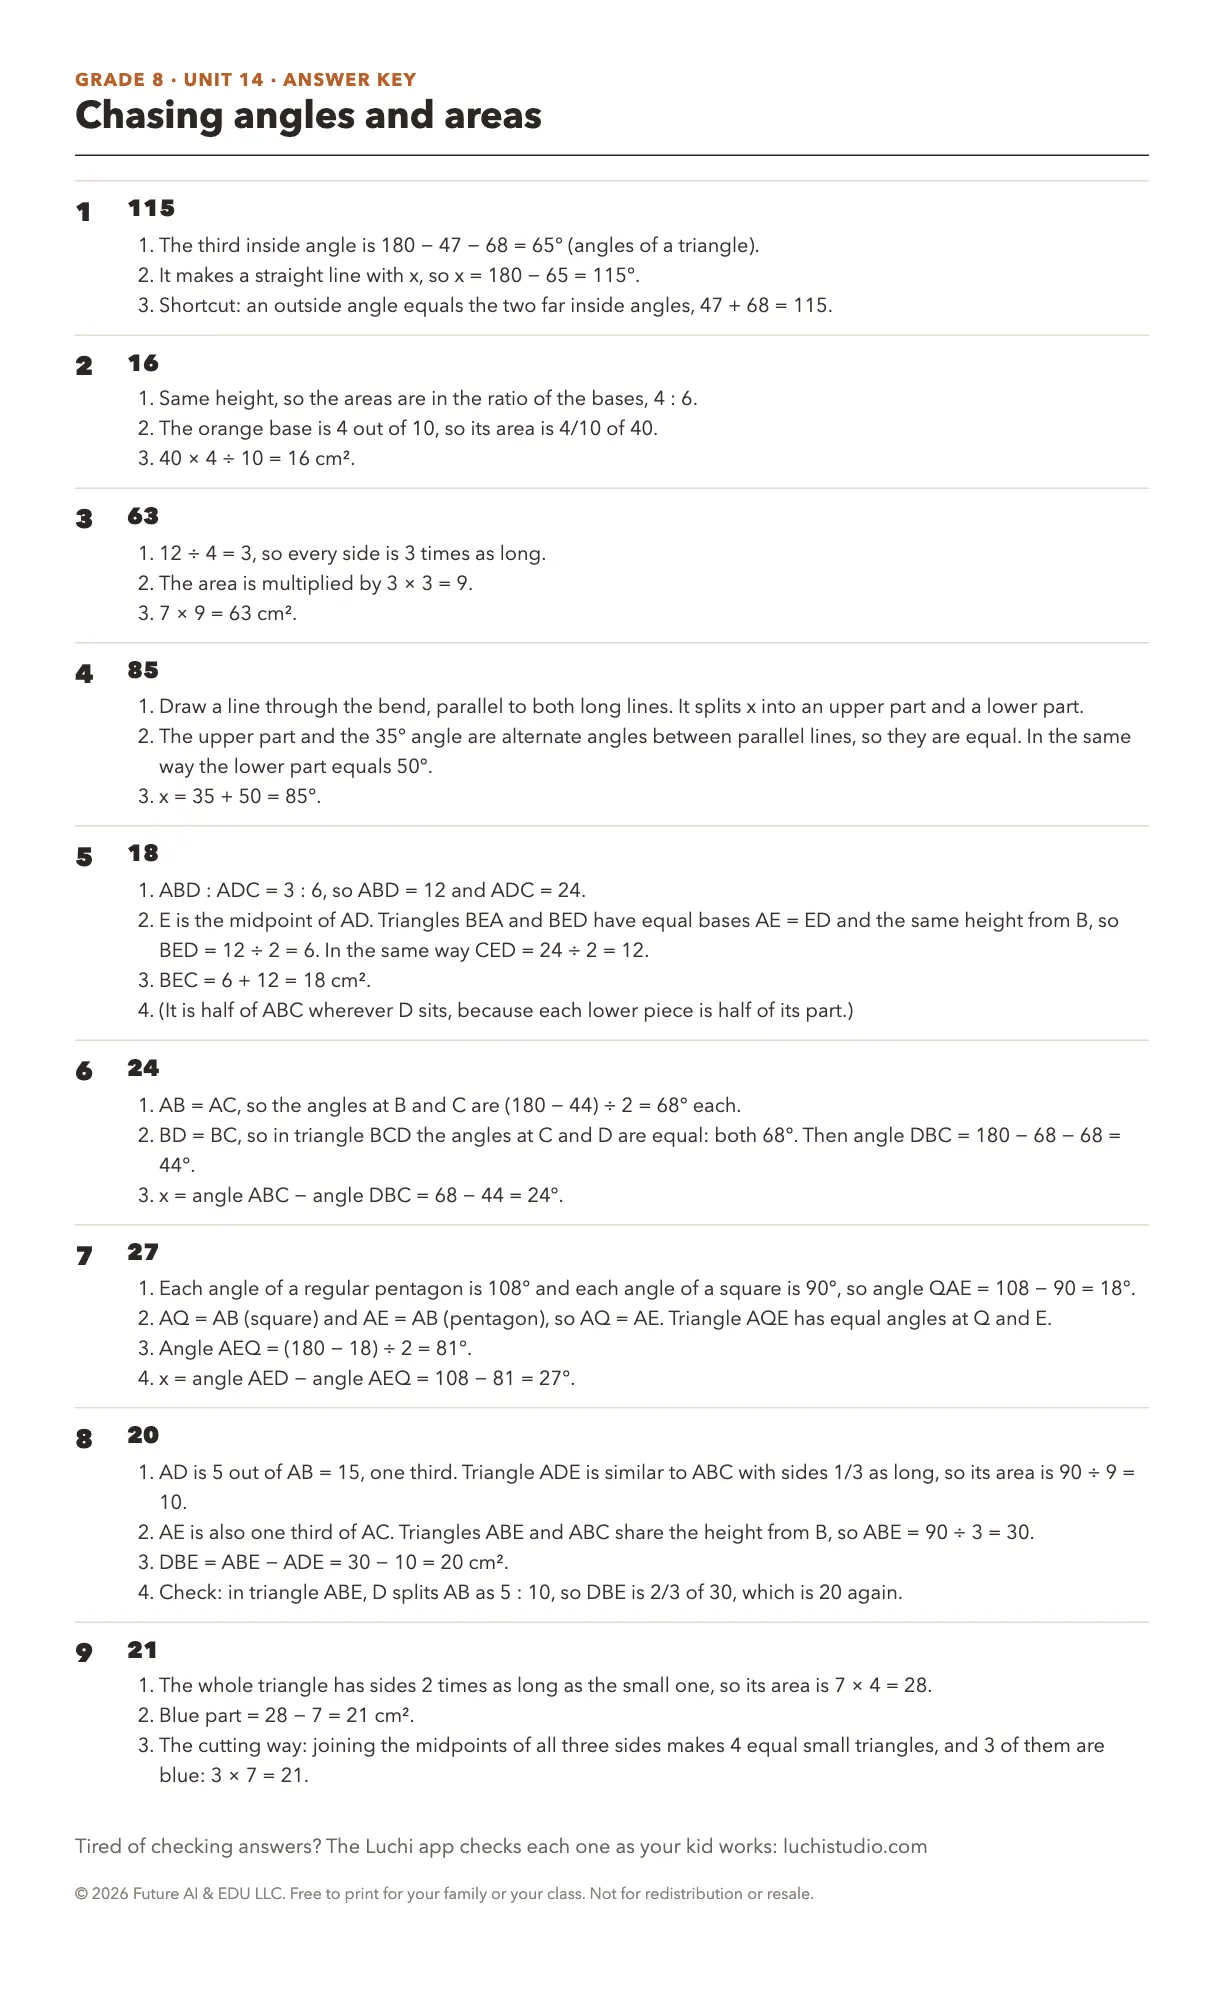 GRADE 8 · UNIT 14 · ANSWER KEY
Chasing angles and areas
1 115
1. The third inside angle is 180 − 47 − 68 = 65° (angles of a triangle).
2. It makes a straight line with x, so x = 180 − 65 = 115°.
3. Shortcut: an outside angle equals the two far inside angles, 47 + 68 = 115.
2 16
1. Same height, so the areas are in the ratio of the bases, 4 : 6.
2. The orange base is 4 out of 10, so its area is 4/10 of 40.
3. 40 × 4 ÷ 10 = 16 cm².
3 63
1. 12 ÷ 4 = 3, so every side is 3 times as long.
2. The area is multiplied by 3 × 3 = 9.
3. 7 × 9 = 63 cm².
4 85
1. Draw a line through the bend, parallel to both long lines. It splits x into an upper part and a lower part.
2. The upper part and the 35° angle are alternate angles between parallel lines, so they are equal. In the same
way the lower part equals 50°.
3. x = 35 + 50 = 85°.
5 18
1. ABD : ADC = 3 : 6, so ABD = 12 and ADC = 24.
2. E is the midpoint of AD. Triangles BEA and BED have equal bases AE = ED and the same height from B, so
BED = 12 ÷ 2 = 6. In the same way CED = 24 ÷ 2 = 12.
3. BEC = 6 + 12 = 18 cm².
4. (It is half of ABC wherever D sits, because each lower piece is half of its part.)
6 24
1. AB = AC, so the angles at B and C are (180 − 44) ÷ 2 = 68° each.
2. BD = BC, so in triangle BCD the angles at C and D are equal: both 68°. Then angle DBC = 180 − 68 − 68 =
44°.
3. x = angle ABC − angle DBC = 68 − 44 = 24°.
7 27
1. Each angle of a regular pentagon is 108° and each angle of a square is 90°, so angle QAE = 108 − 90 = 18°.
2. AQ = AB (square) and AE = AB (pentagon), so AQ = AE. Triangle AQE has equal angles at Q and E.
3. Angle AEQ = (180 − 18) ÷ 2 = 81°.
4. x = angle AED − angle AEQ = 108 − 81 = 27°.
8 20
1. AD is 5 out of AB = 15, one third. Triangle ADE is similar to ABC with sides 1/3 as long, so its area is 90 ÷ 9 =
10.
2. AE is also one third of AC. Triangles ABE and ABC share the height from B, so ABE = 90 ÷ 3 = 30.
3. DBE = ABE − ADE = 30 − 10 = 20 cm².
4. Check: in triangle ABE, D splits AB as 5 : 10, so DBE is 2/3 of 30, which is 20 again.
9 21
1. The whole triangle has sides 2 times as long as the small one, so its area is 7 × 4 = 28.
2. Blue part = 28 − 7 = 21 cm².
3. The cutting way: joining the midpoints of all three sides makes 4 equal small triangles, and 3 of them are
blue: 3 × 7 = 21.
Tired of checking answers? The Luchi app checks each one as your kid works: luchistudio.com
© 2026 Future AI & EDU LLC. Free to print for your family or your class. Not for redistribution or resale.